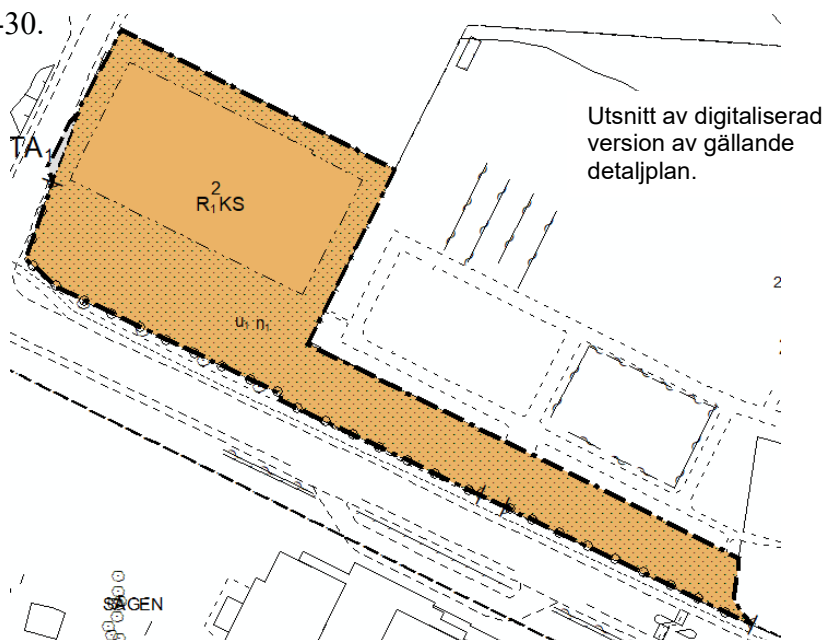 -30.
Utsnitt av digitaliserad
version av gällande
detaljplan.
TA₁
2
R₁KS
2
u₁ n₁
SÅGEN